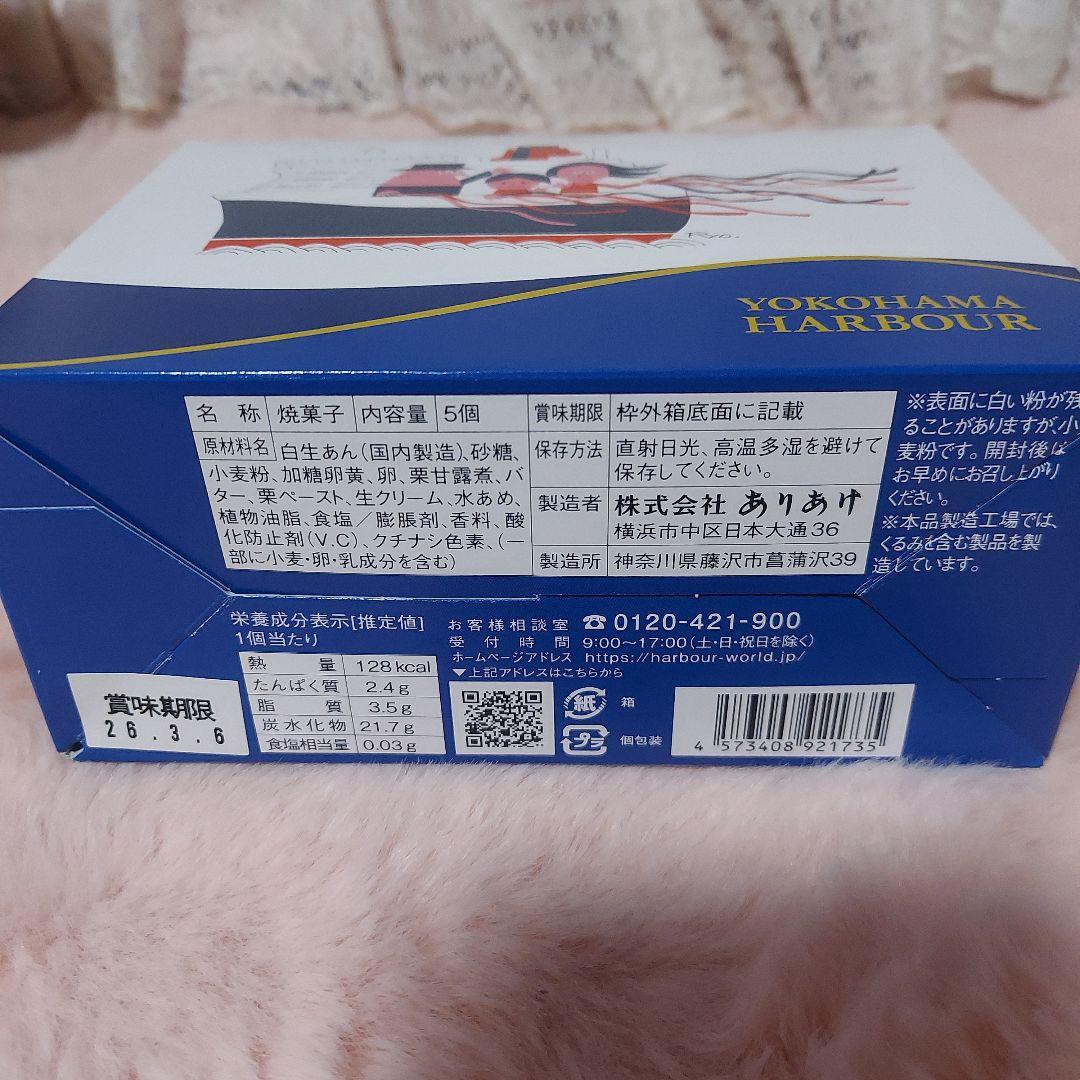 Ryo.
YOKOHAMA
HARBOUR
名称 焼菓子 内容量 5個
原材料名 白生あん(国内製造)、砂糖、
小麦粉、加糖卵黄、卵、栗甘露煮、バ
ター、栗ペースト、生クリーム、水あめ、
植物油脂、食塩／膨脹剤、香料、酸
化防止剤(V.C)、クチナシ色素、(一
部に小麦・卵・乳成分を含む)
賞味期限 枠外箱底面に記載
保存方法 直射日光、高温多湿を避けて
保存してください。
製造者 株式会社 ありあけ
横浜市中区日本大通36
製造所 神奈川県藤沢市菖蒲沢39
※表面に白い粉が残
ることがありますが、小
麦粉です。開封後は
お早めにお召し上がり
ください。
※本品製造工場では、
くるみを含む製品を製
造しています。
栄養成分表示[推定値]
1個当たり
熱量 128kcal
たんぱく質 2.4g
脂質 3.5g
炭水化物 21.7g
食塩相当量 0.03g
お客様相談室 ☎0120-421-900
受付時間 9:00〜17:00(土・日・祝日を除く)
ホームページアドレス https://harbour-world.jp/
▼上記アドレスはこちらから
紙 箱
プラ 個包装
4 573408 921735
賞味期限
26.3.6